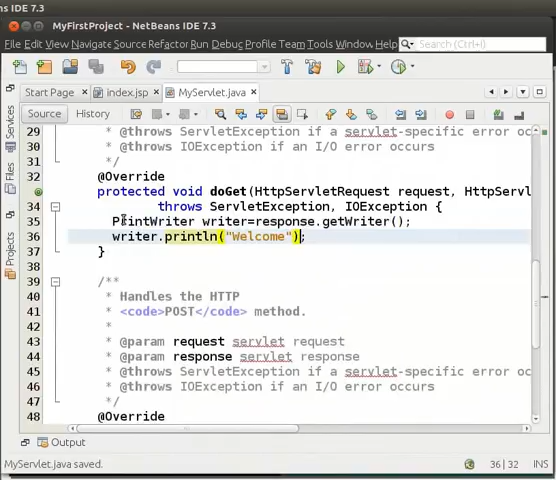 ns IDE 7.3
MyFirstProject - NetBeans IDE 7.3
File Edit View Navigate Source Refactor Run Debug Profile Team Tools Window Help Search (Ctrl+I)
Start Page index.jsp MyServlet.java
Source History
Services
Files
Projects
29 * @throws ServletException if a servlet-specific error oc
30 * @throws IOException if an I/O error occurs
31 */
32 @Override
33 protected void doGet(HttpServletRequest request, HttpServl
34 throws ServletException, IOException {
35 PrintWriter writer=response.getWriter();
36 writer.println("Welcome");
37 }
38
39 /**
40 * Handles the HTTP
41 * <code>POST</code> method.
42 *
43 * @param request servlet request
44 * @param response servlet response
45 * @throws ServletException if a servlet-specific error oc
46 * @throws IOException if an I/O error occurs
47 */
48 @Override
Output
MyServlet.java saved. 36 | 32 INS